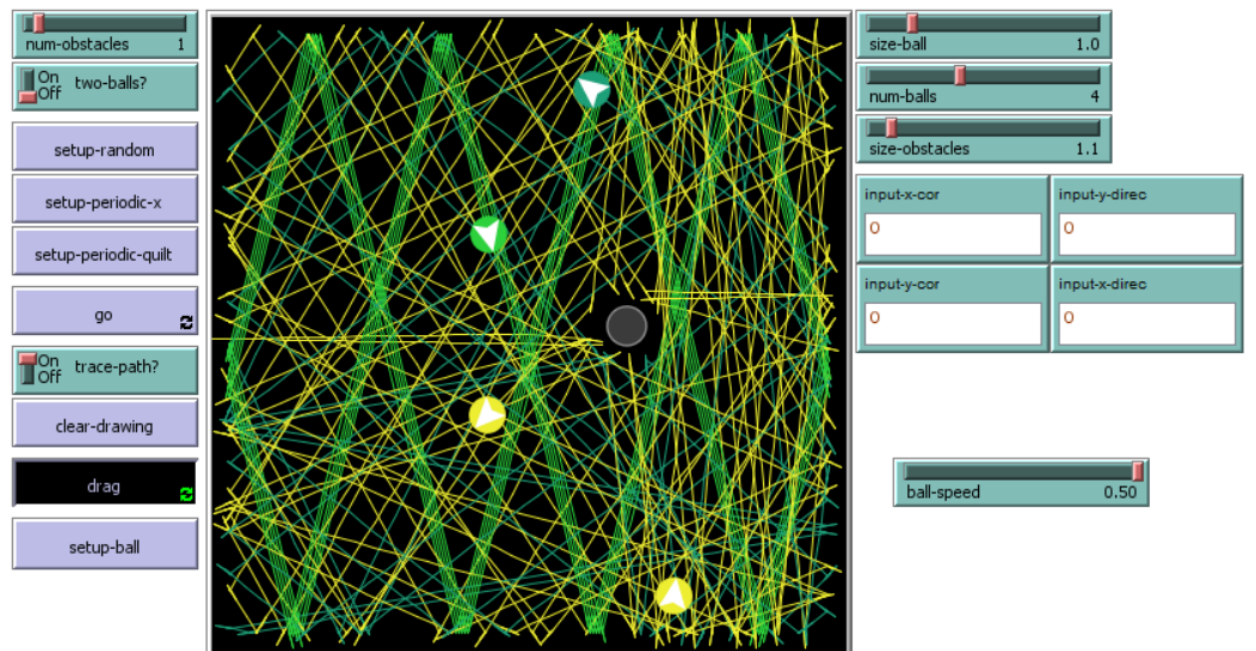 num-obstacles 1
On
Off
two-balls?
setup-random
setup-periodic-x
setup-periodic-quilt
go
On
Off
trace-path?
clear-drawing
drag
setup-ball
size-ball 1.0
num-balls 4
size-obstacles 1.1
input-x-cor
0
input-y-direc
0
input-y-cor
0
input-x-direc
0
ball-speed 0.50